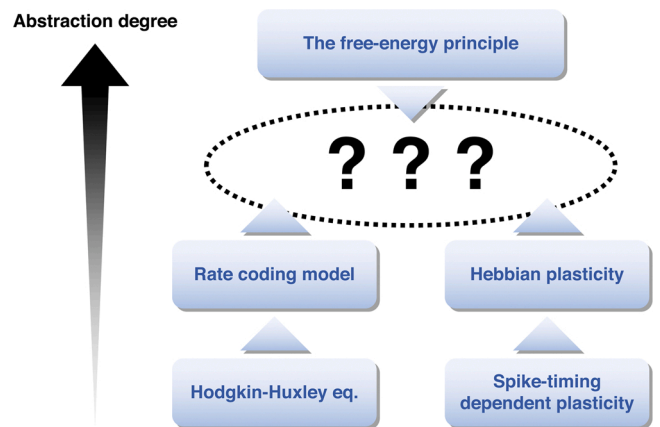 Abstraction degree
The free-energy principle
? ? ?
Rate coding model
Hebbian plasticity
Hodgkin-Huxley eq.
Spike-timing
dependent plasticity